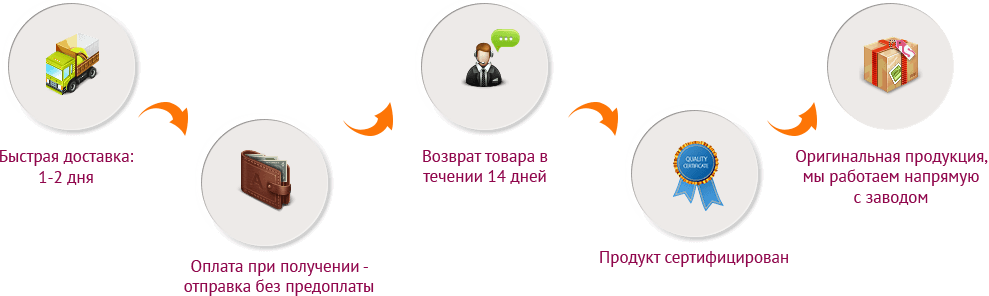 Быстрая доставка:
1-2 дня
Оплата при получении -
отправка без предоплаты
Возврат товара в
течении 14 дней
QUALITY
CERTIFICATE
Продукт сертифицирован
Оригинальная продукция,
мы работаем напрямую
с заводом